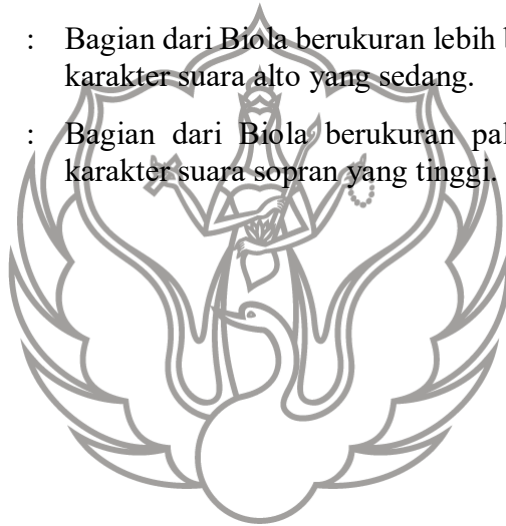 : Bagian dari Biola berukuran lebih
karakter suara alto yang sedang.
: Bagian dari Biola berukuran
karakter suara sopran yang tinggi.